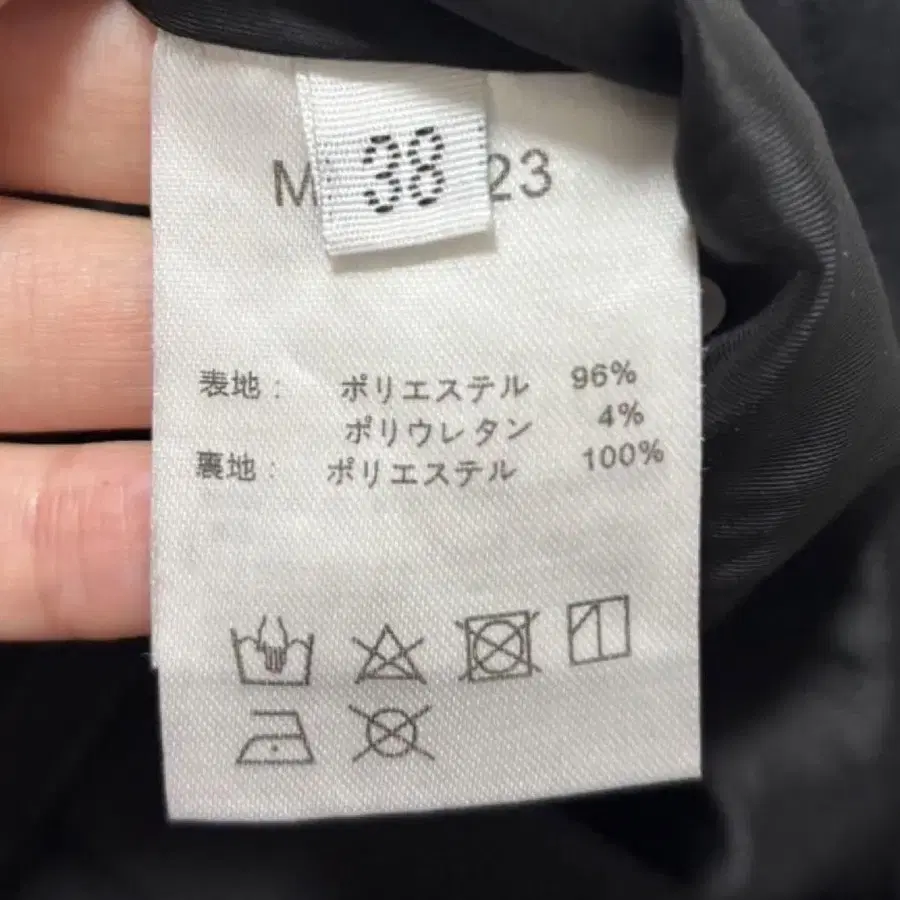 38
M 23
表地: ポリエステル 96%
ポリウレタン 4%
裏地: ポリエステル 100%